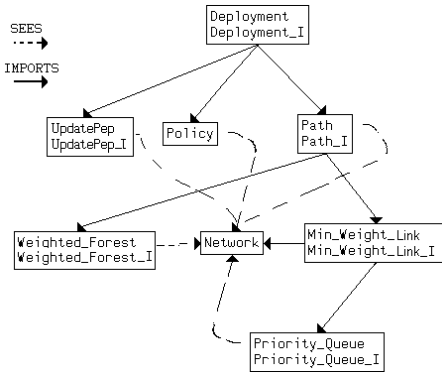 Deployment
Deployment_I
SEES
IMPORTS
UpdatePep
UpdatePep_I
Policy
Path
Path_I
Weighted_Forest
Weighted_Forest_I
Network
Min_Weight_Link
Min_Weight_Link_I
Priority_Queue
Priority_Queue_I